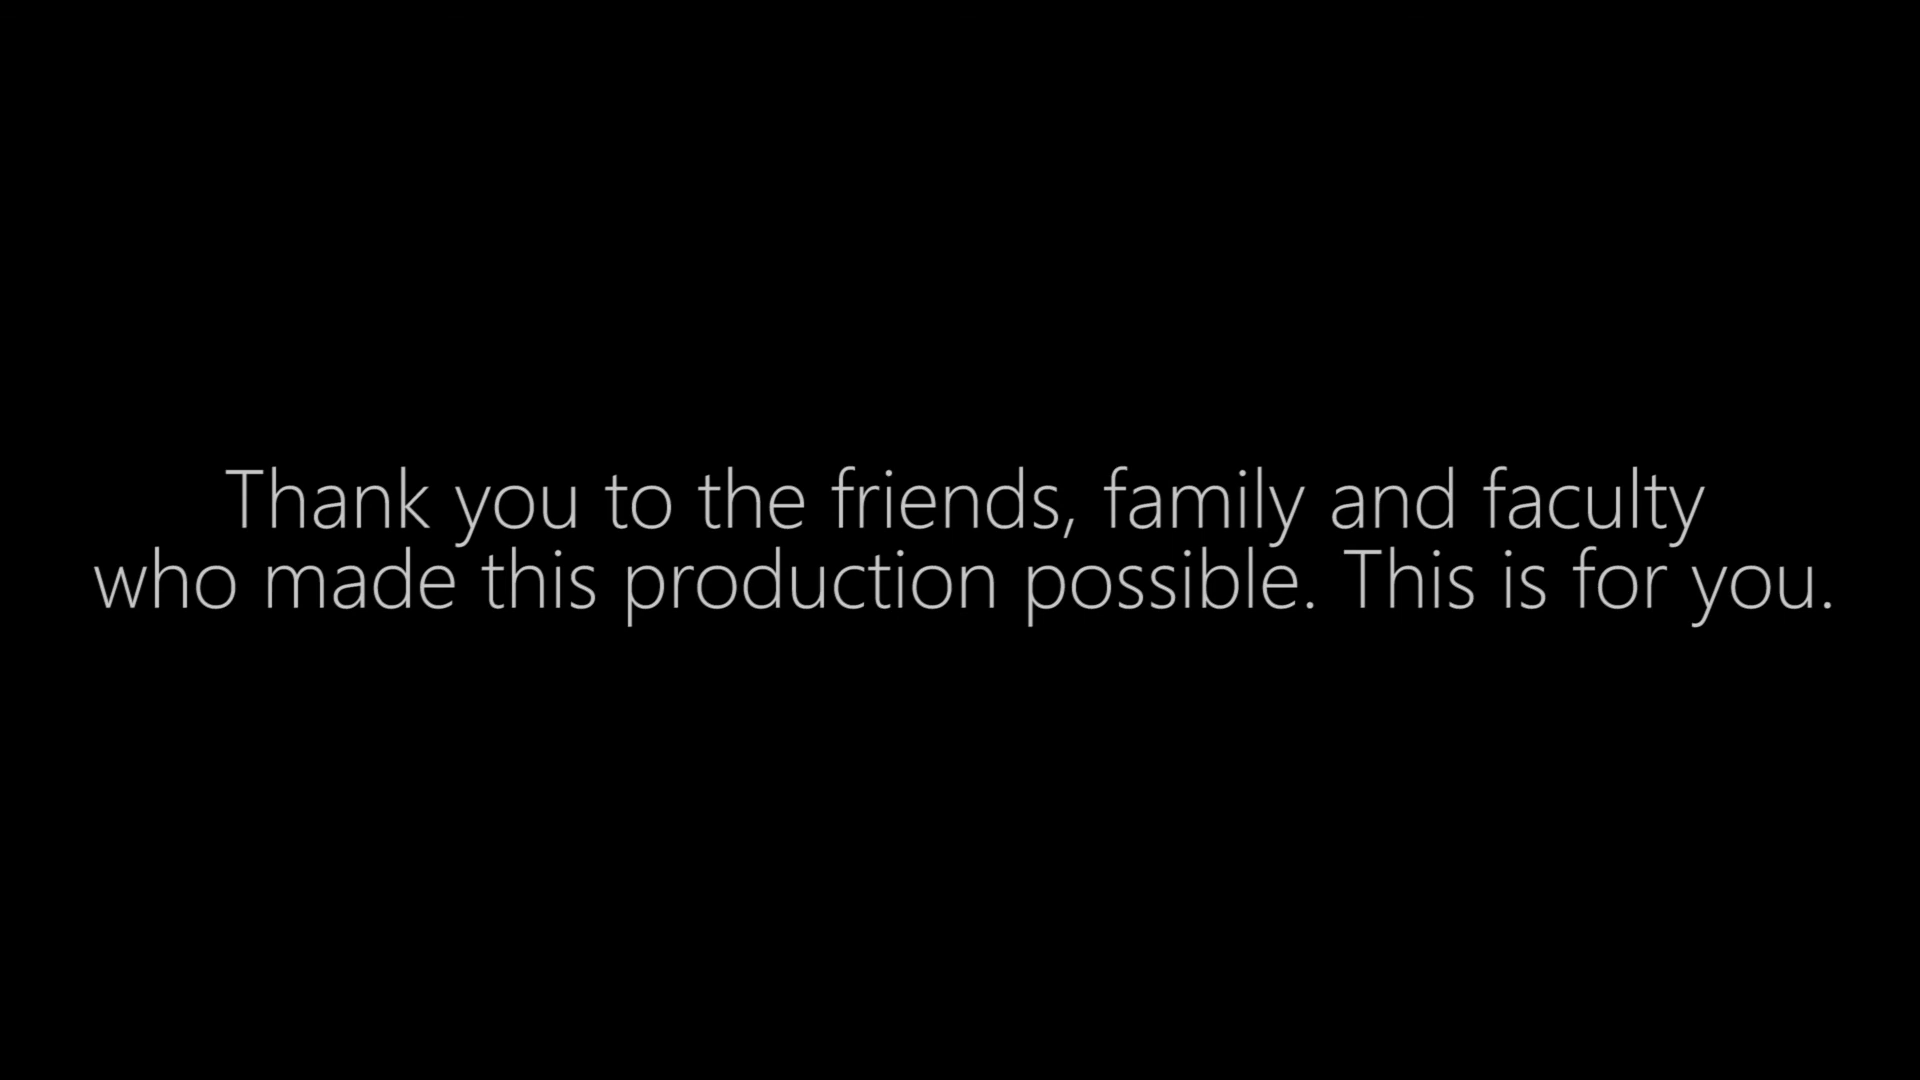 Thank you to the friends, family and faculty
who made this production possible. This is for you.